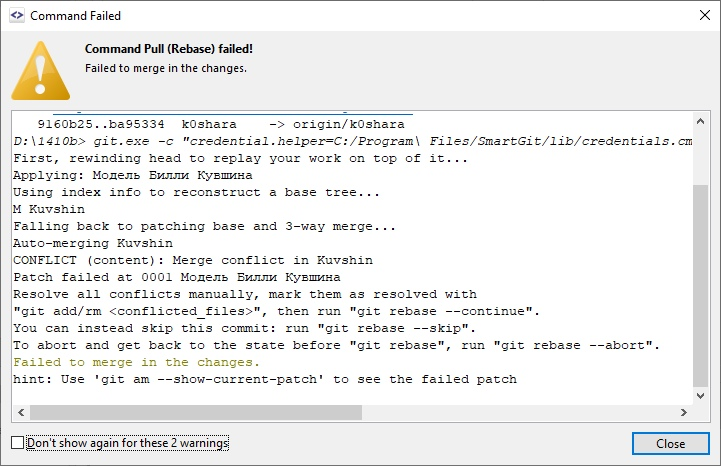 Command Failed
Command Pull (Rebase) failed!
Failed to merge in the changes.
9160b25..ba95334 k0shara -> origin/k0shara
D:\1410b> git.exe -c "credential.helper=C:/Program\ Files/SmartGit/lib/credentials.cm
First, rewinding head to replay your work on top of it...
Applying: Модель Билли Кувшина
Using index info to reconstruct a base tree...
M Kuvshin
Falling back to patching base and 3-way merge...
Auto-merging Kuvshin
CONFLICT (content): Merge conflict in Kuvshin
Patch failed at 0001 Модель Билли Кувшина
Resolve all conflicts manually, mark them as resolved with
"git add/rm <conflicted_files>", then run "git rebase --continue".
You can instead skip this commit: run "git rebase --skip".
To abort and get back to the state before "git rebase", run "git rebase --abort".
Failed to merge in the changes.
hint: Use 'git am --show-current-patch' to see the failed patch
Don't show again for these 2 warnings
Close